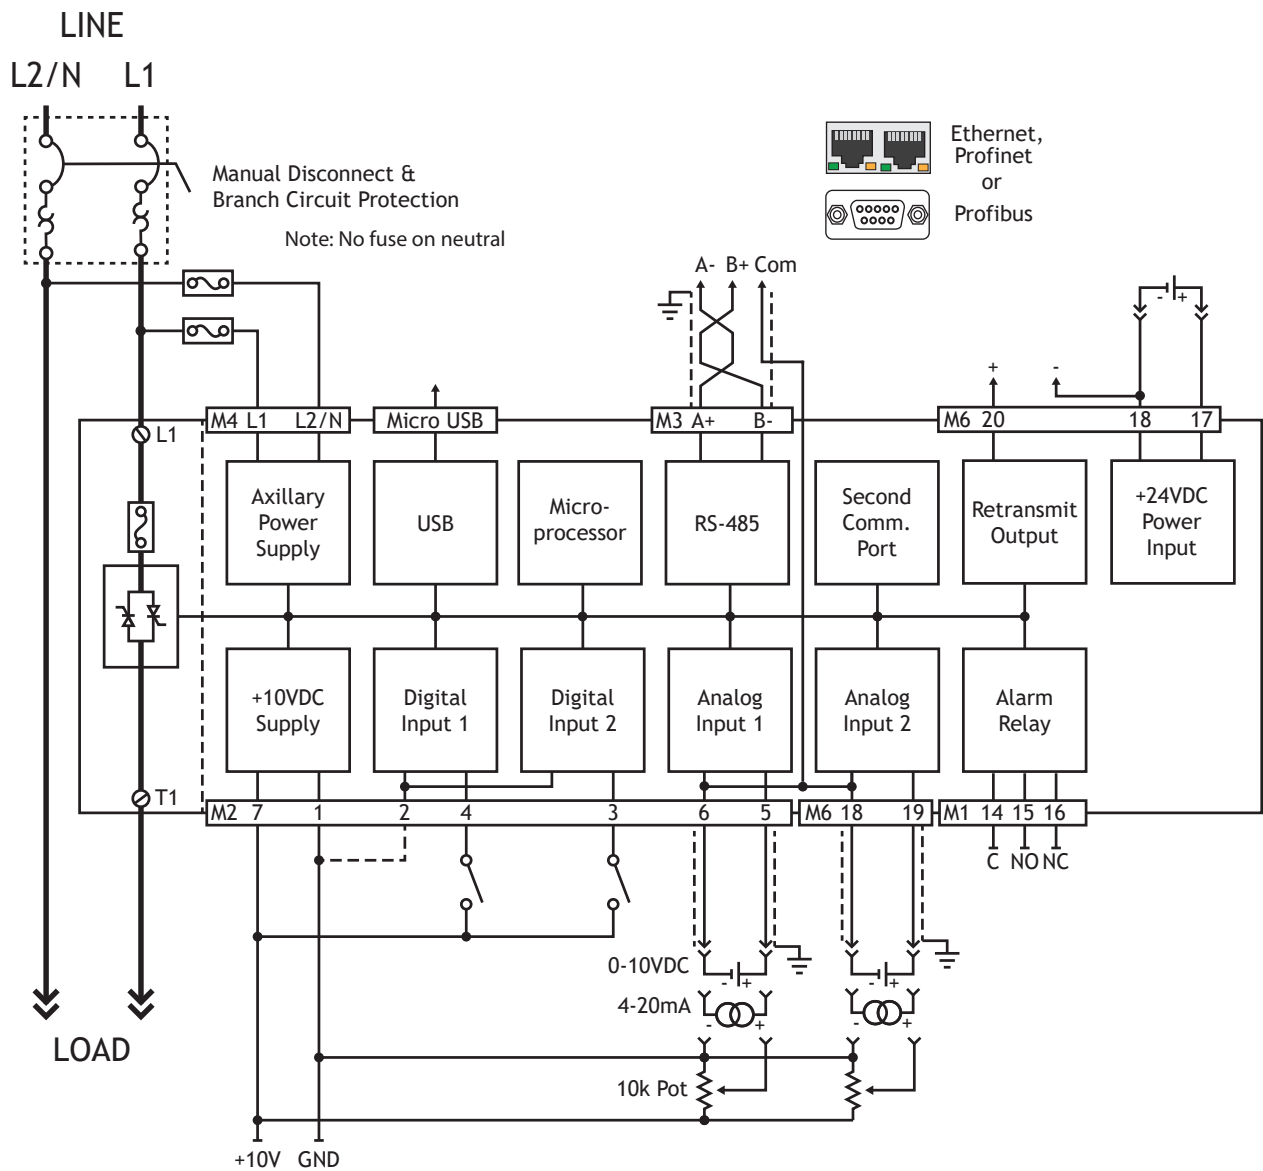 LINE
L2/N L1
Manual Disconnect &
Branch Circuit Protection
Note: No fuse on neutral
Ethernet,
Profinet
or
Profibus
A- B+ Com
- +
+ -
M4 L1 L2/N
Micro USB
M3 A+ B-
M6 20 18 17
L1
Axillary
Power
Supply
USB
Micro-
processor
RS-485
Second
Comm.
Port
Retransmit
Output
+24VDC
Power
Input
+10VDC
Supply
Digital
Input 1
Digital
Input 2
Analog
Input 1
Analog
Input 2
Alarm
Relay
T1
M2 7 1 2 4 3 6 5
M6 18 19
M1 14 15 16
C NO NC
0-10VDC
- +
- +
4-20mA
- +
- +
LOAD
10k Pot
+10V GND